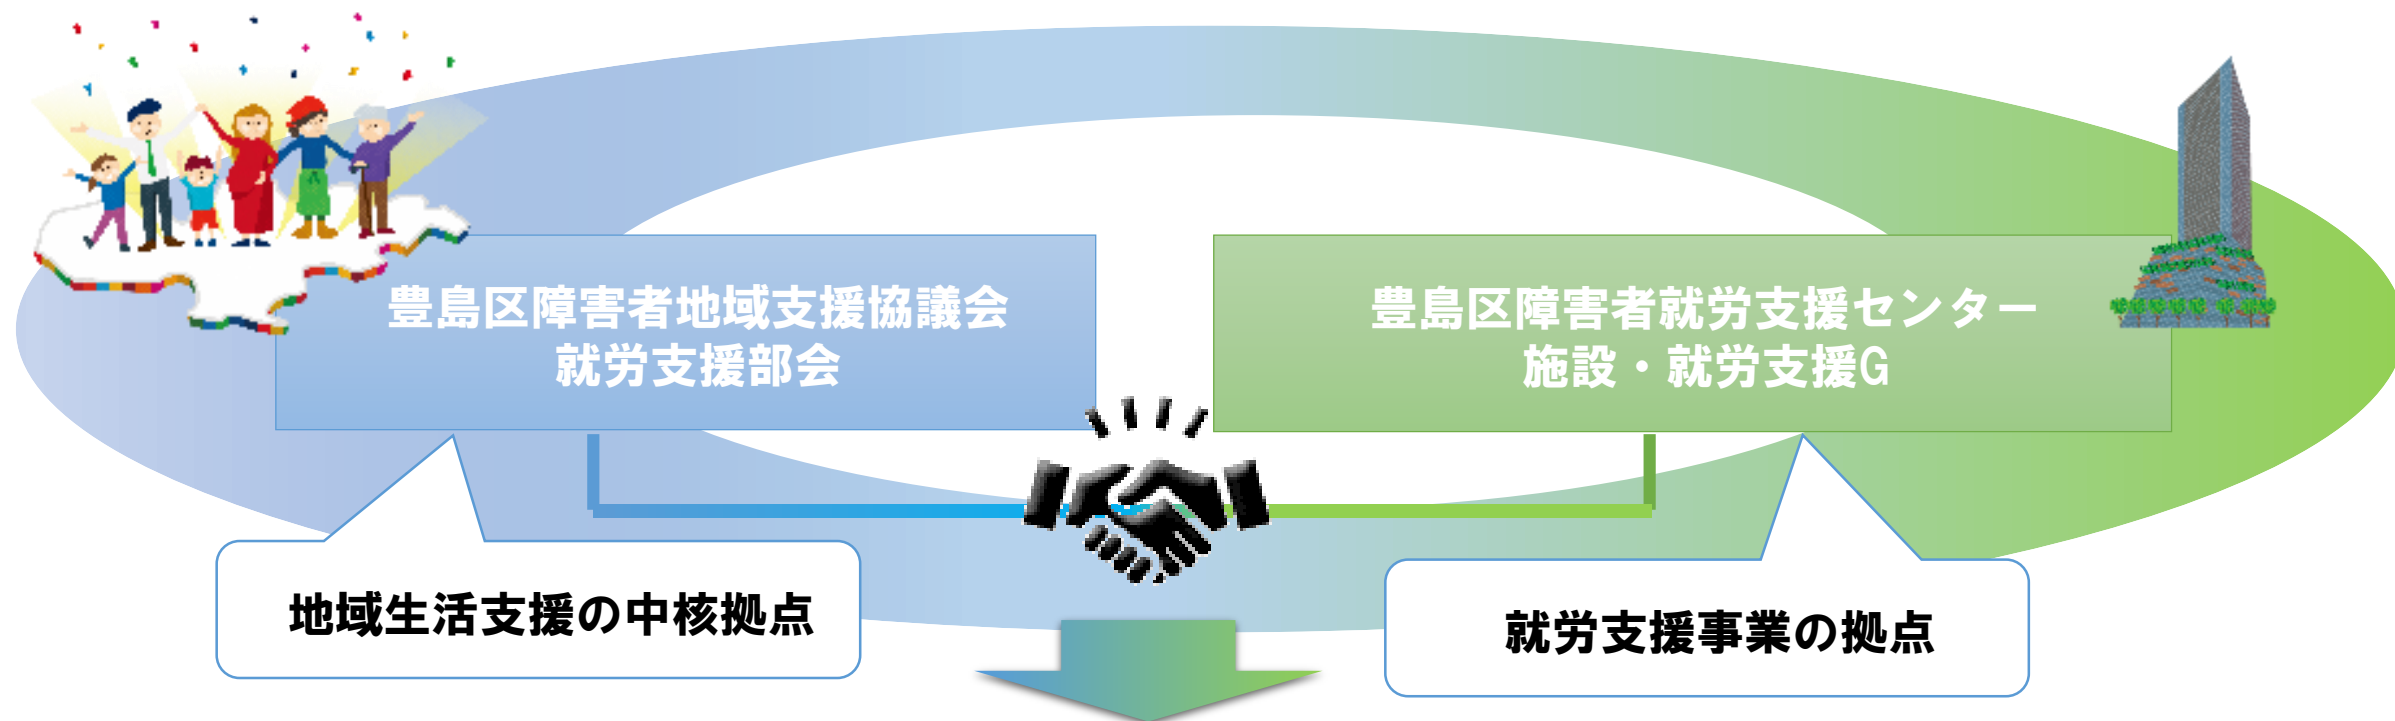 豊島区障害者地域支援協議会
就労支援部会
豊島区障害者就労支援センター
施設・就労支援G
地域生活支援の中核拠点
就労支援事業の拠点